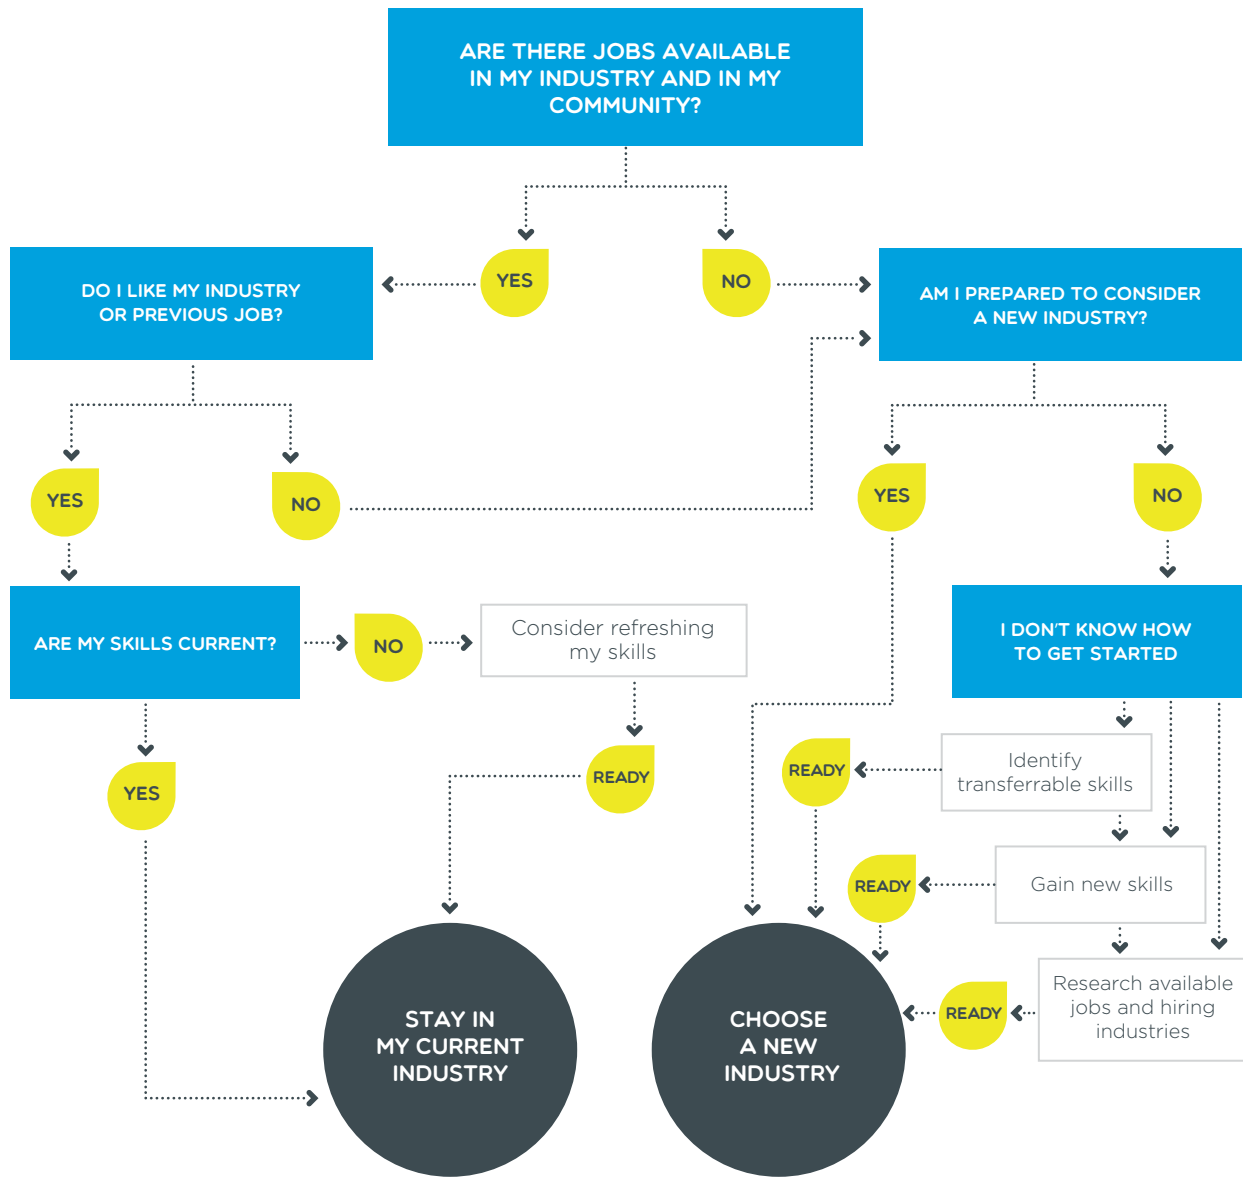 ARE THERE JOBS AVAILABLE
IN MY INDUSTRY AND IN MY
COMMUNITY?
YES
NO
DO I LIKE MY INDUSTRY
OR PREVIOUS JOB?
AM I PREPARED TO CONSIDER
A NEW INDUSTRY?
YES
NO
YES
NO
ARE MY SKILLS CURRENT?
NO
Consider refreshing
my skills
I DON'T KNOW HOW
TO GET STARTED
YES
READY
READY
Identify
transferrable skills
READY
Gain new skills
READY
Research available
jobs and hiring
industries
STAY IN
MY CURRENT
INDUSTRY
CHOOSE
A NEW
INDUSTRY